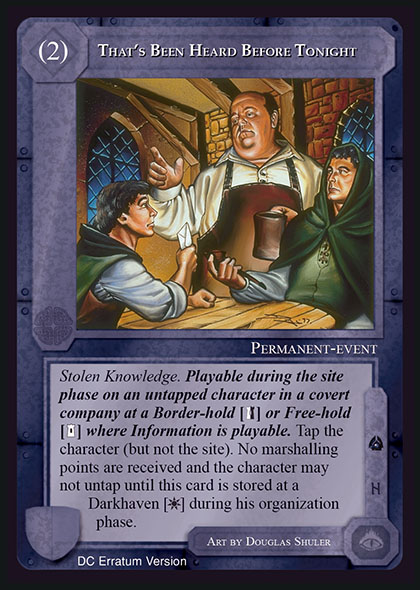 (2)
That's Been Heard Before Tonight
Permanent-event
Stolen Knowledge. Playable during the site
phase on an untapped character in a covert
company at a Border-hold [] or Free-hold
[] where Information is playable. Tap the
character (but not the site). No marshalling
points are received and the character may
not untap until this card is stored at a
Darkhaven [] during his organization
phase.
Art by Douglas Shuler
DC Erratum Version